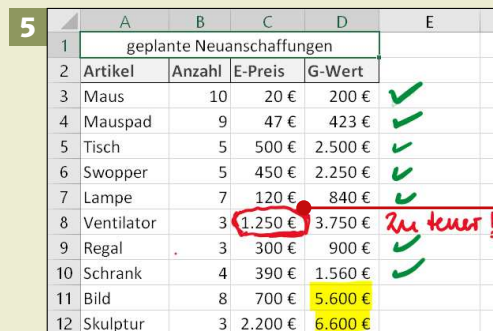 5
A B C D E
1 geplante Neuanschaffungen
2 Artikel Anzahl E-Preis G-Wert
3 Maus 10 20 € 200 €
4 Mauspad 9 47 € 423 €
5 Tisch 5 500 € 2.500 €
6 Swopper 5 450 € 2.250 €
7 Lampe 7 120 € 840 €
8 Ventilator 3 1.250 € 3.750 € Zu teuer!
9 Regal 3 300 € 900 €
10 Schrank 4 390 € 1.560 €
11 Bild 8 700 € 5.600 €
12 Skulptur 3 2.200 € 6.600 €